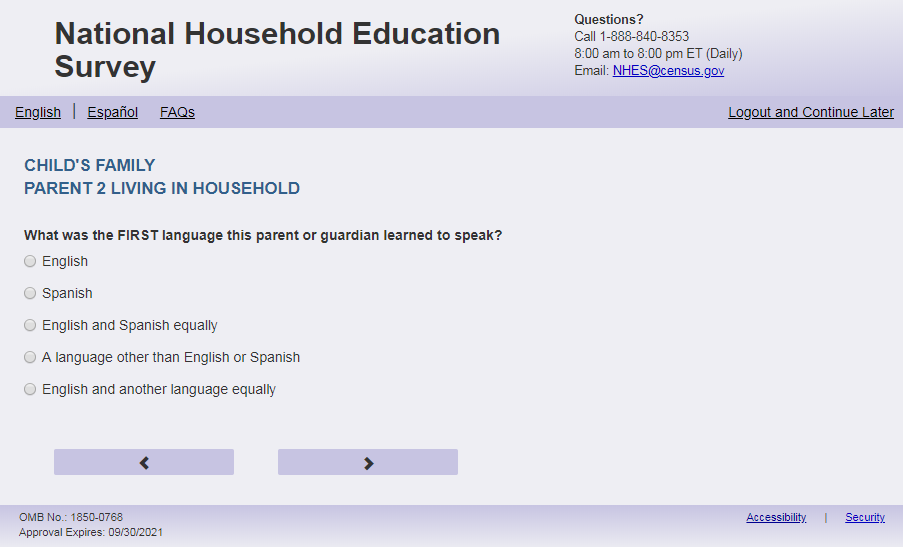 National Household Education
Survey
Questions?
Call 1-888-840-8353
8:00 am to 8:00 pm ET (Daily)
Email: NHES@census.gov
English | Español FAQs Logout and Continue Later
CHILD'S FAMILY
PARENT 2 LIVING IN HOUSEHOLD
What was the FIRST language this parent or guardian learned to speak?
English
Spanish
English and Spanish equally
A language other than English or Spanish
English and another language equally
OMB No.: 1850-0768
Approval Expires: 09/30/2021
Accessibility | Security